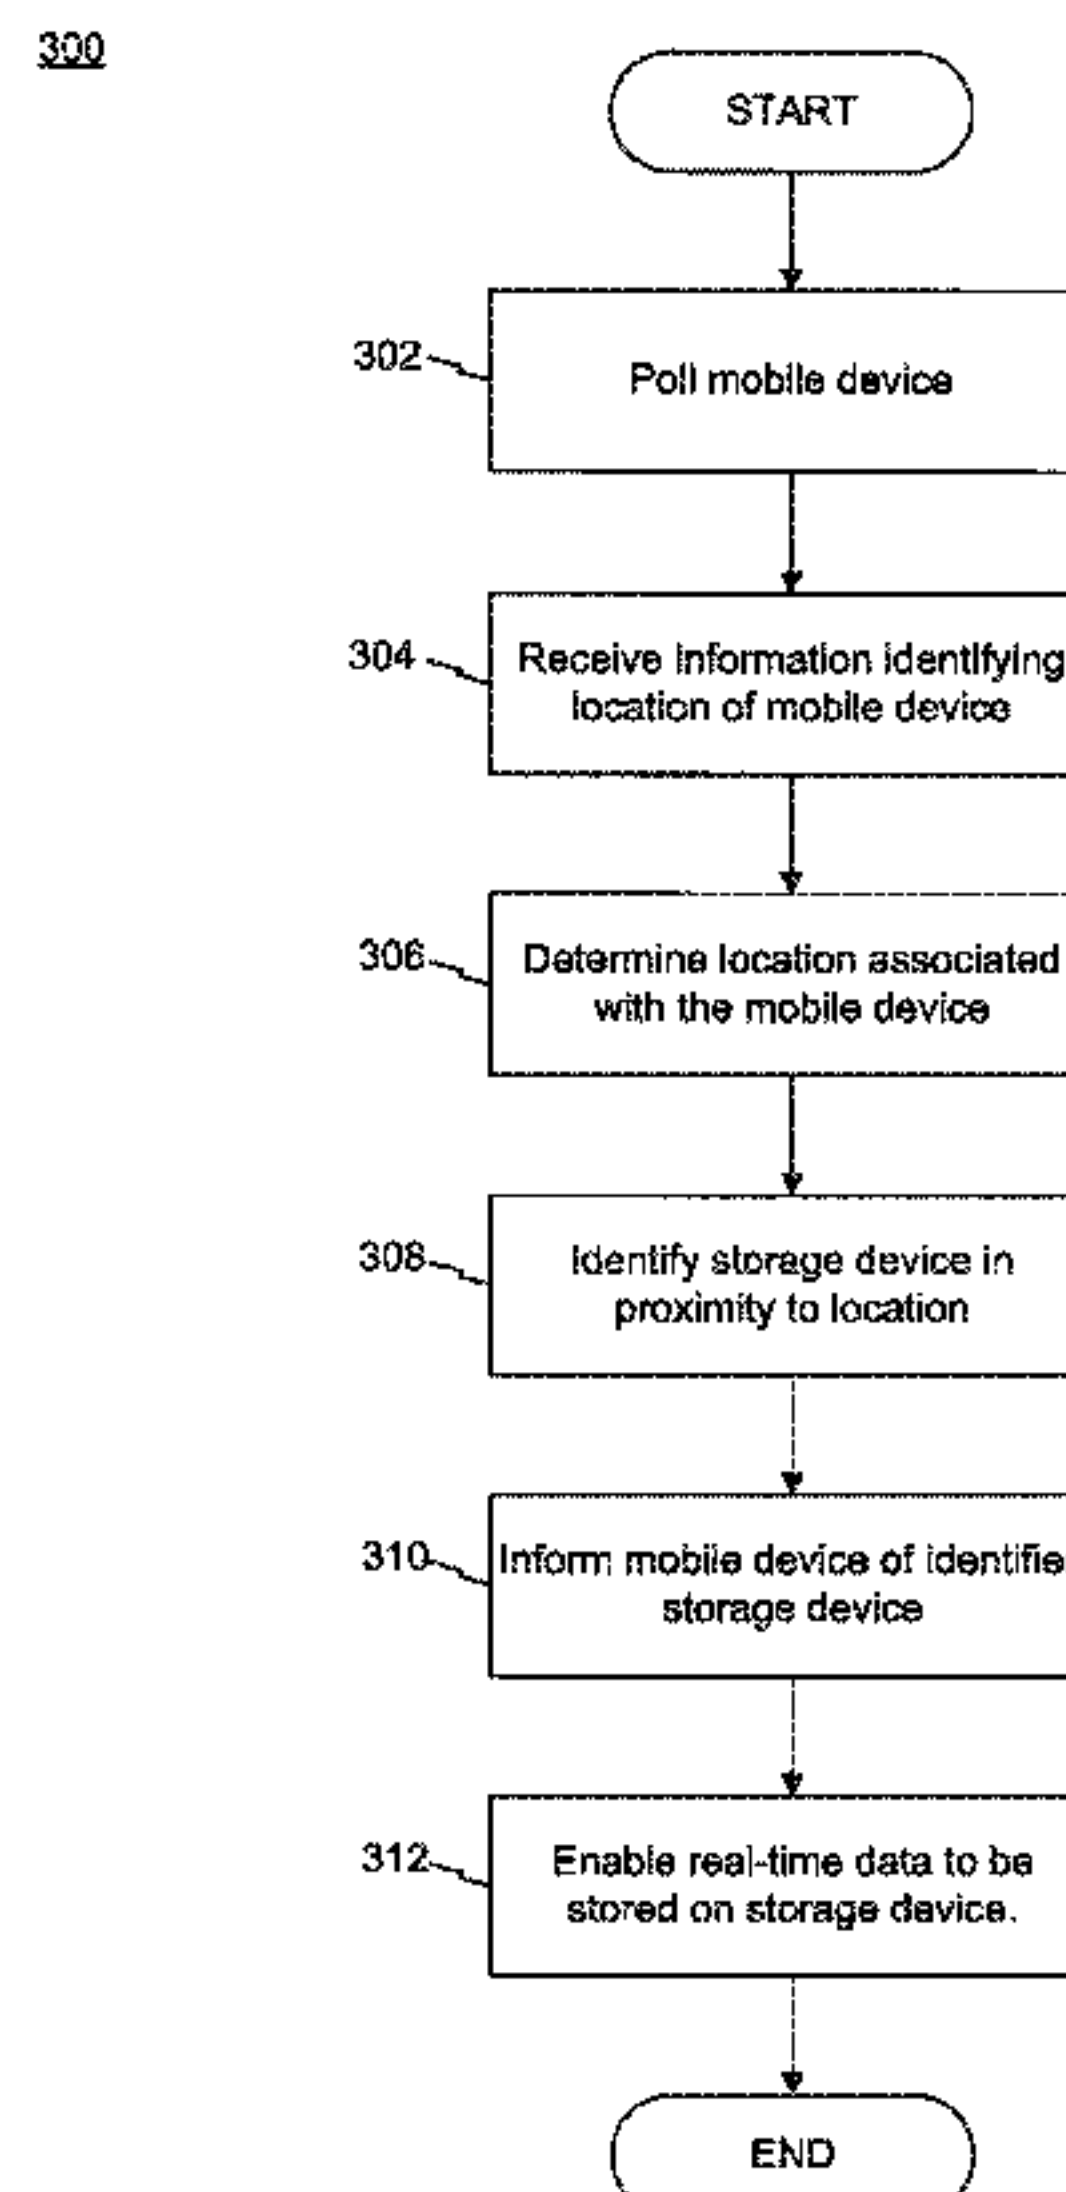 300
START
302
Poll mobile device
304
Receive information identifying
location of mobile device
306
Determine location associated
with the mobile device
308
Identify storage device in
proximity to location
310
Inform mobile device of identifie
storage device
312
Enable real-time data to be
stored on storage device.
END